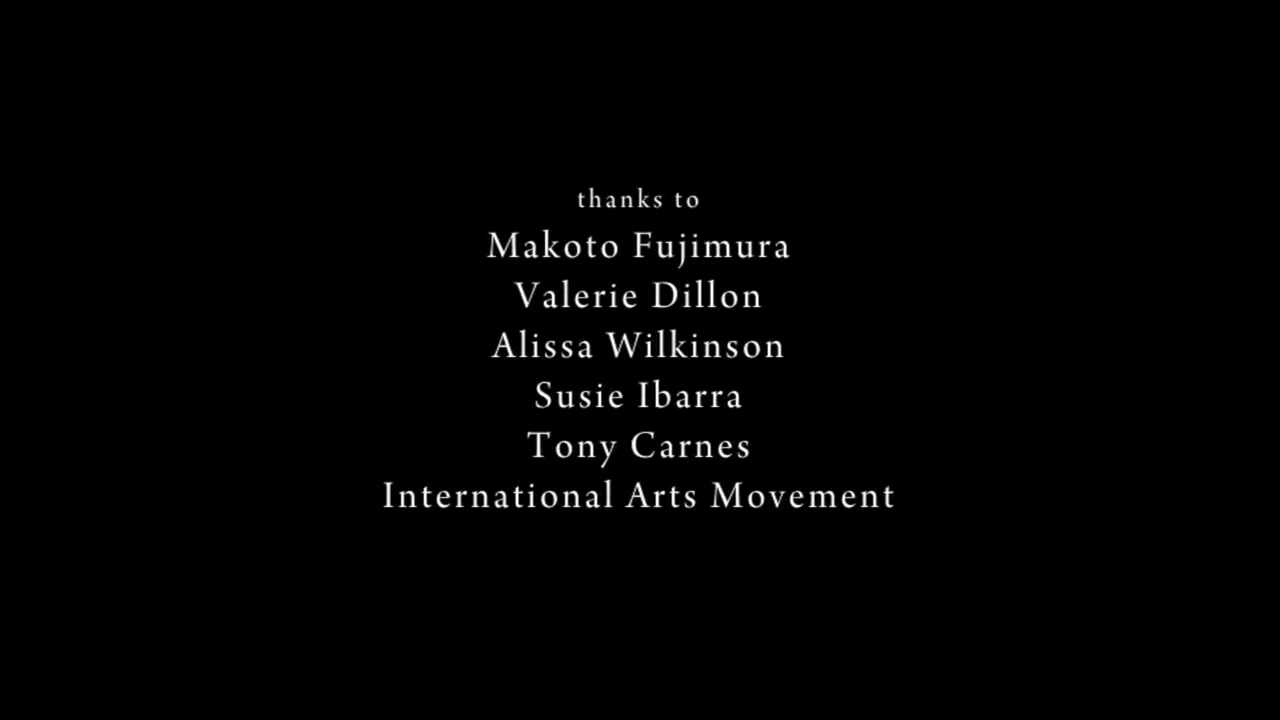 thanks to
Makoto Fujimura
Valerie Dillon
Alissa Wilkinson
Susie Ibarra
Tony Carnes
International Arts Movement